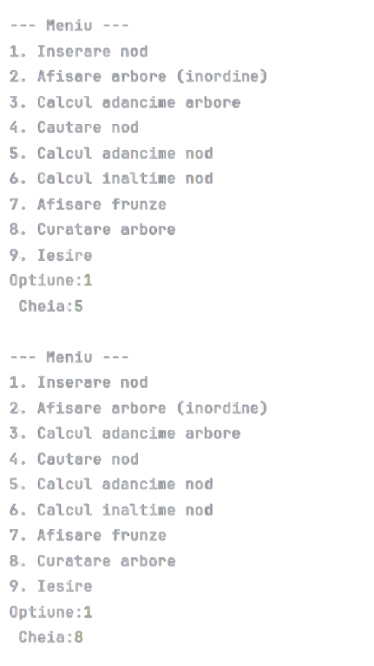 --- Meniu ---
1. Inserare nod
2. Afisare arbore (inordine)
3. Calcul adancime arbore
4. Cautare nod
5. Calcul adancime nod
6. Calcul inaltime nod
7. Afisare frunze
8. Curatare arbore
9. Iesire
Optiune:1
 Cheia:5

--- Meniu ---
1. Inserare nod
2. Afisare arbore (inordine)
3. Calcul adancime arbore
4. Cautare nod
5. Calcul adancime nod
6. Calcul inaltime nod
7. Afisare frunze
8. Curatare arbore
9. Iesire
Optiune:1
 Cheia:8